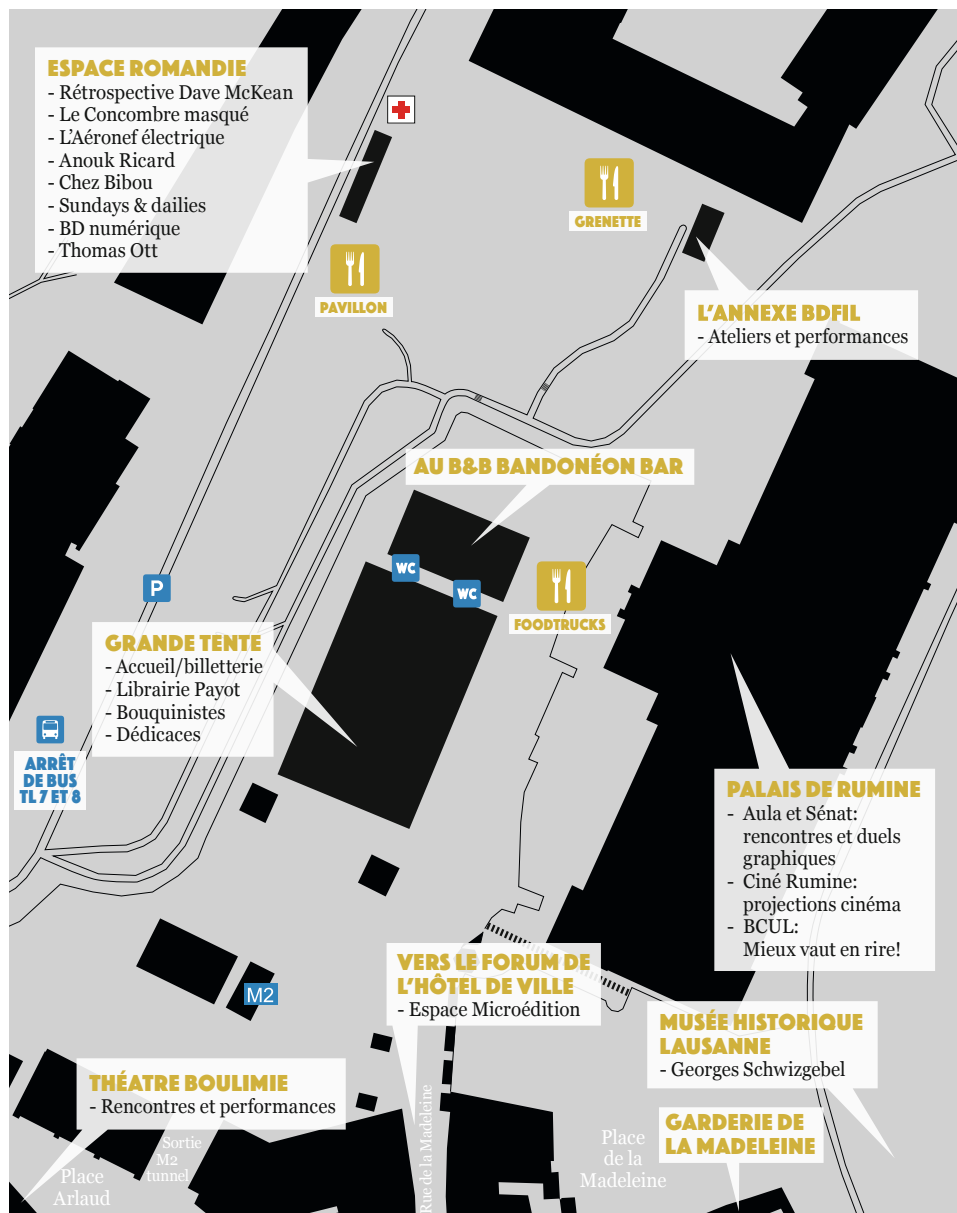 ESPACE ROMANDIE
- Rétrospective Dave McKean
- Le Concombre masqué
- L'Aéronef électrique
- Anouk Ricard
- Chez Bibou
- Sundays & dailies
- BD numérique
- Thomas Ott
GRENETTE
PAVILLON
L'ANNEXE BDFIL
- Ateliers et performances
AU B&B BANDONÉON BAR
WC
WC
P
FOODTRUCKS
GRANDE TENTE
- Accueil/billetterie
- Librairie Payot
- Bouquinistes
- Dédicaces
ARRÊT
DE BUS
TL 7 ET 8
PALAIS DE RUMINE
- Aula et Sénat:
rencontres et duels
graphiques
- Ciné Rumine:
projections cinéma
- BCUL:
Mieux vaut en rire!
VERS LE FORUM DE
L'HÔTEL DE VILLE
- Espace Microédition
M2
MUSÉE HISTORIQUE
LAUSANNE
- Georges Schwizgebel
THÉATRE BOULIMIE
- Rencontres et performances
GARDERIE DE
LA MADELEINE
Rue de la Madeleine
Place
de la
Madeleine
Sortie
M2
tunnel
Place
Arlaud